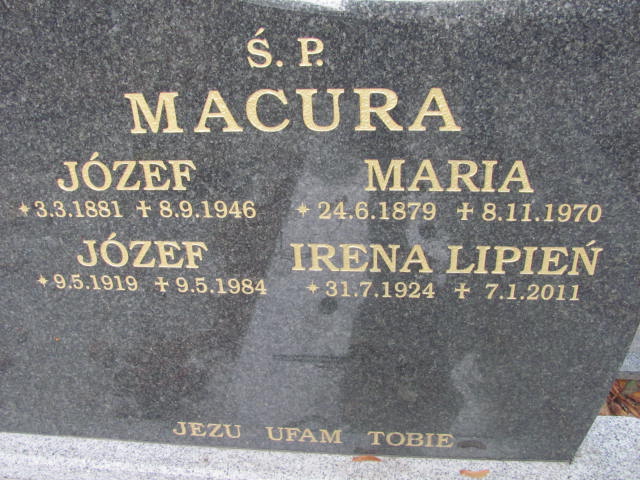 Ś. P.
MACURA
JÓZEF MARIA
* 3.3.1881 + 8.9.1946 * 24.6.1879 + 8.11.1970
JÓZEF IRENA LIPIEŃ
* 9.5.1919 + 9.5.1984 * 31.7.1924 + 7.1.2011
JEZU UFAM TOBIE